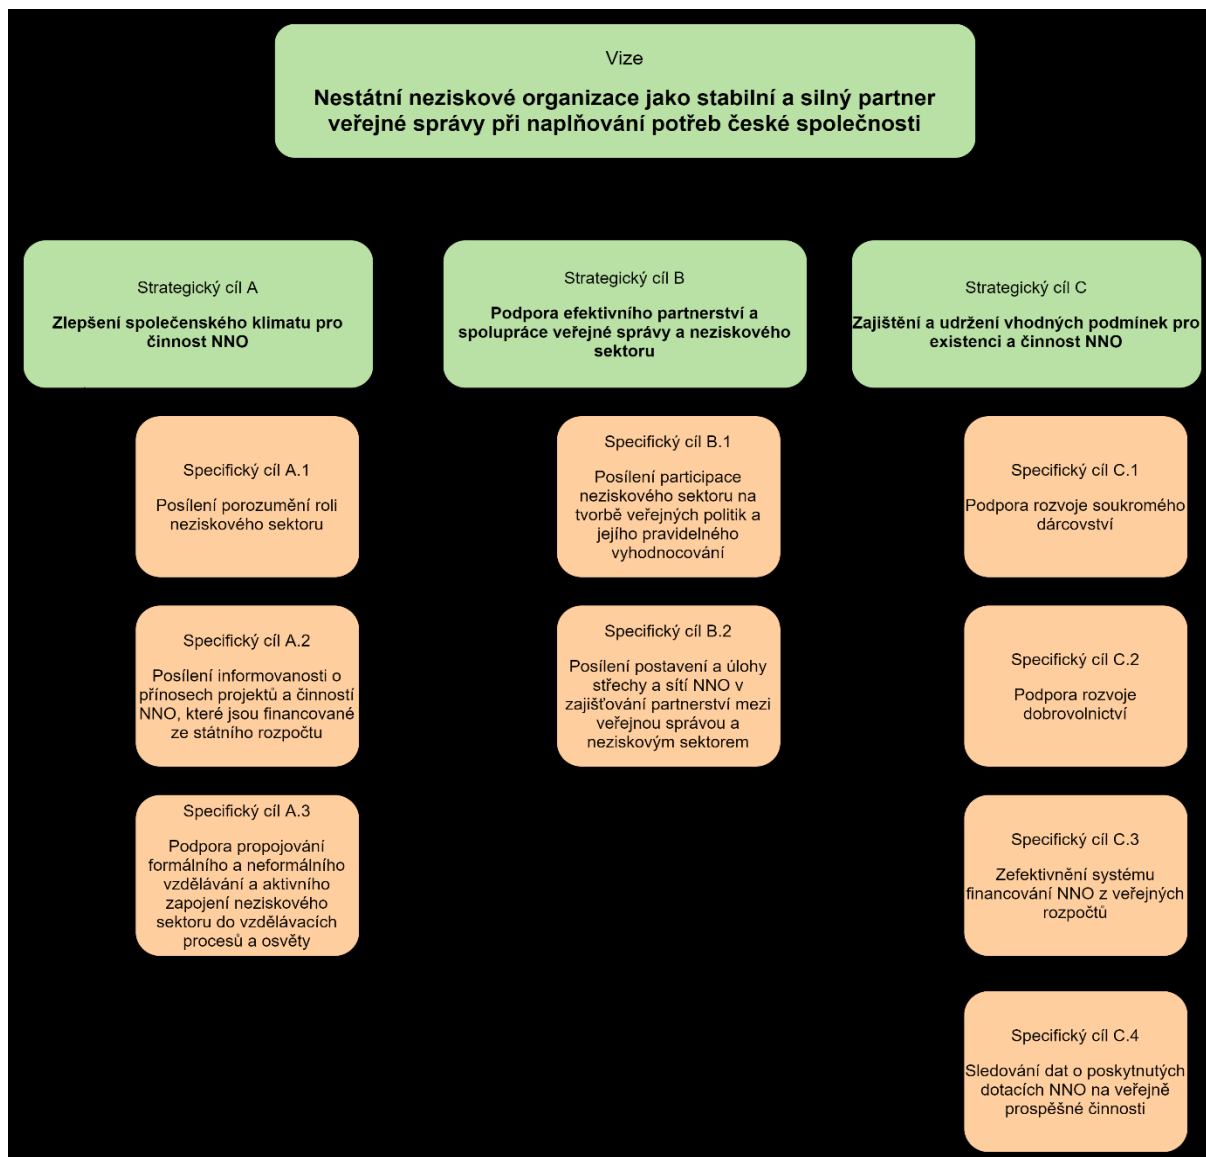 Vize
Nestátní neziskové organizace jako stabilní a silný partner
veřejné správy při naplňování potřeb české společnosti
Strategický cíl A
Zlepšení společenského klimatu pro
činnost NNO
Strategický cíl B
Podpora efektivního partnerství a
spolupráce veřejné správy a neziskového
sektoru
Strategický cíl C
Zajištění a udržení vhodných podmínek pro
existenci a činnost NNO
Specifický cíl A.1
Posílení porozumění roli
neziskového sektoru
Specifický cíl B.1
Posílení participace
neziskového sektoru na
tvorbě veřejných politik a
jejího pravidelného
vyhodnocování
Specifický cíl C.1
Podpora rozvoje soukromého
dárcovství
Specifický cíl A.2
Posílení informovanosti o
přínosech projektů a činností
NNO, které jsou financované
ze státního rozpočtu
Specifický cíl B.2
Posílení postavení a úlohy
střechy a sítí NNO v
zajišťování partnerství mezi
veřejnou správou a
neziskovým sektorem
Specifický cíl C.2
Podpora rozvoje
dobrovolnictví
Specifický cíl A.3
Podpora propojování
formálního a neformálního
vzdělávání a aktivního
zapojení neziskového
sektoru do vzdělávacích
procesů a osvěty
Specifický cíl C.3
Zefektivnění systému
financování NNO z veřejných
rozpočtů
Specifický cíl C.4
Sledování dat o poskytnutých
dotacích NNO na veřejně
prospěšné činnosti